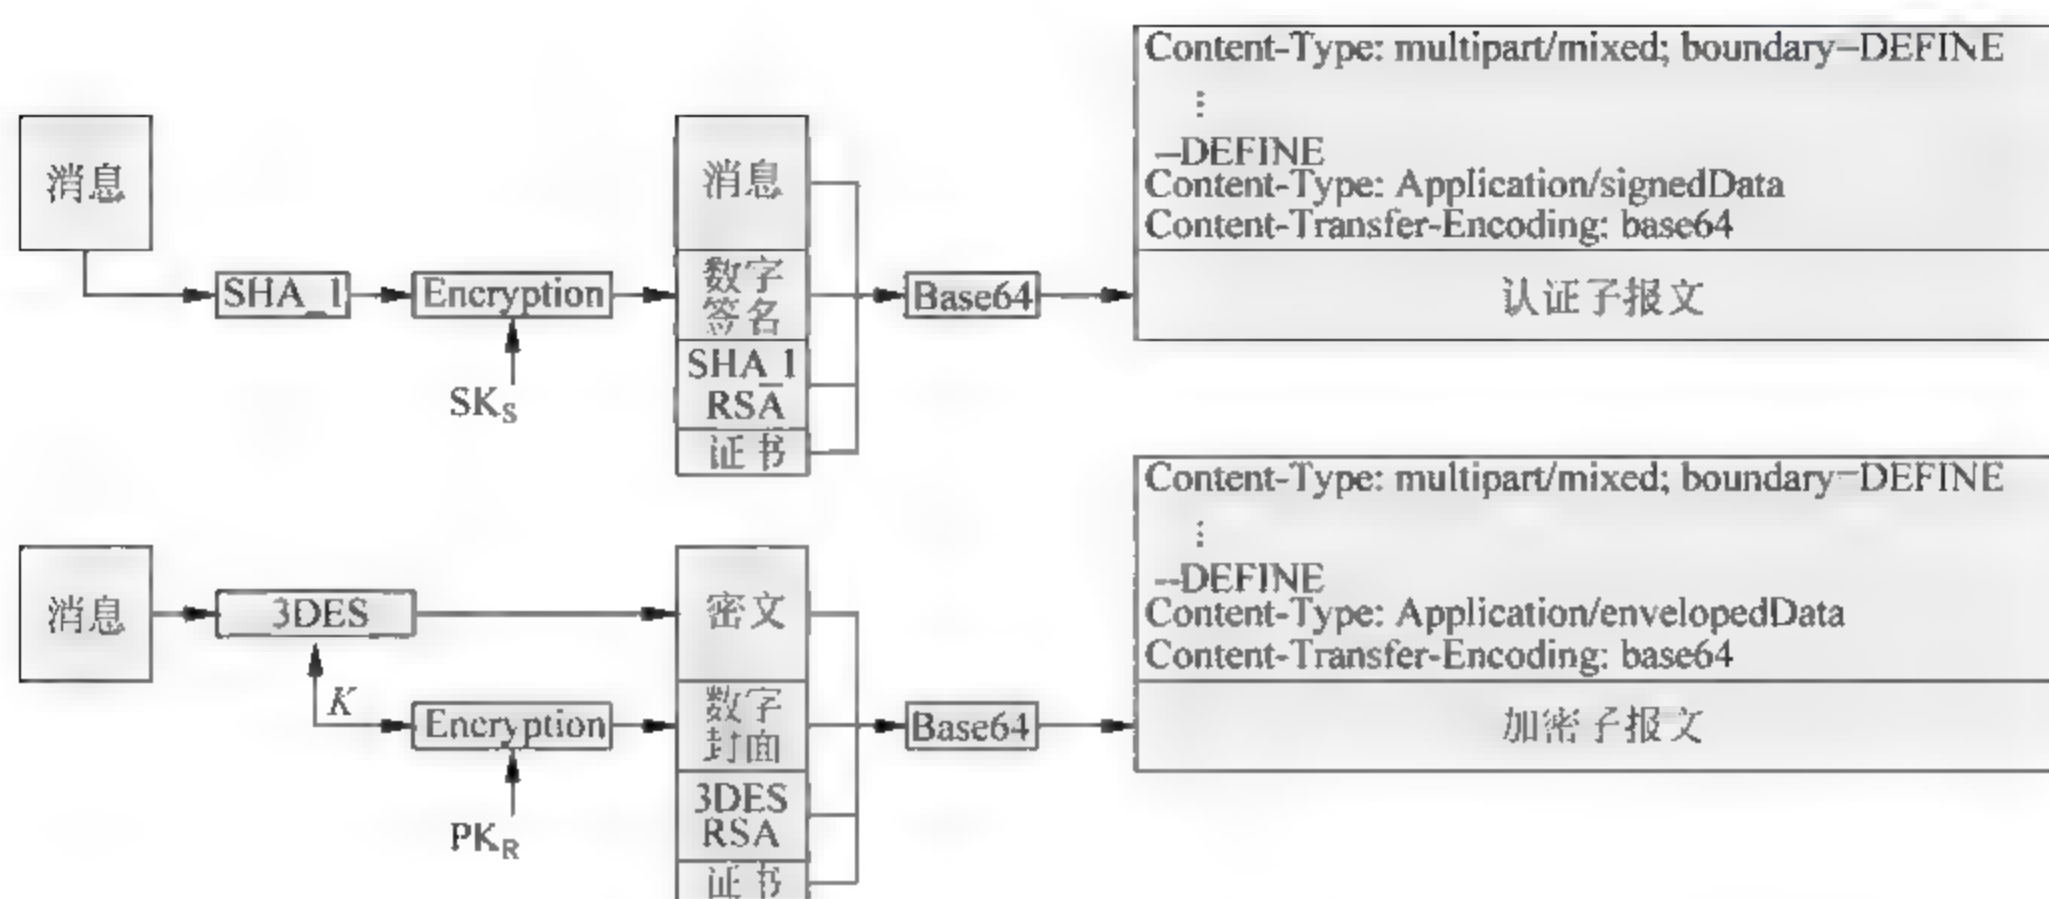 Content-Type: multipart/mixed; boundary=DEFINE
⋮
--DEFINE
Content-Type: Application/signedData
Content-Transfer-Encoding: base64
认证子报文
消息
SHA_1
Encryption
SK_S
消息
数字
签名
SHA_1
RSA
证书
Base64
Content-Type: multipart/mixed; boundary=DEFINE
⋮
--DEFINE
Content-Type: Application/envelopedData
Content-Transfer-Encoding: base64
加密子报文
消息
3DES
K
Encryption
PK_R
密文
数字
封面
3DES
RSA
证书
Base64